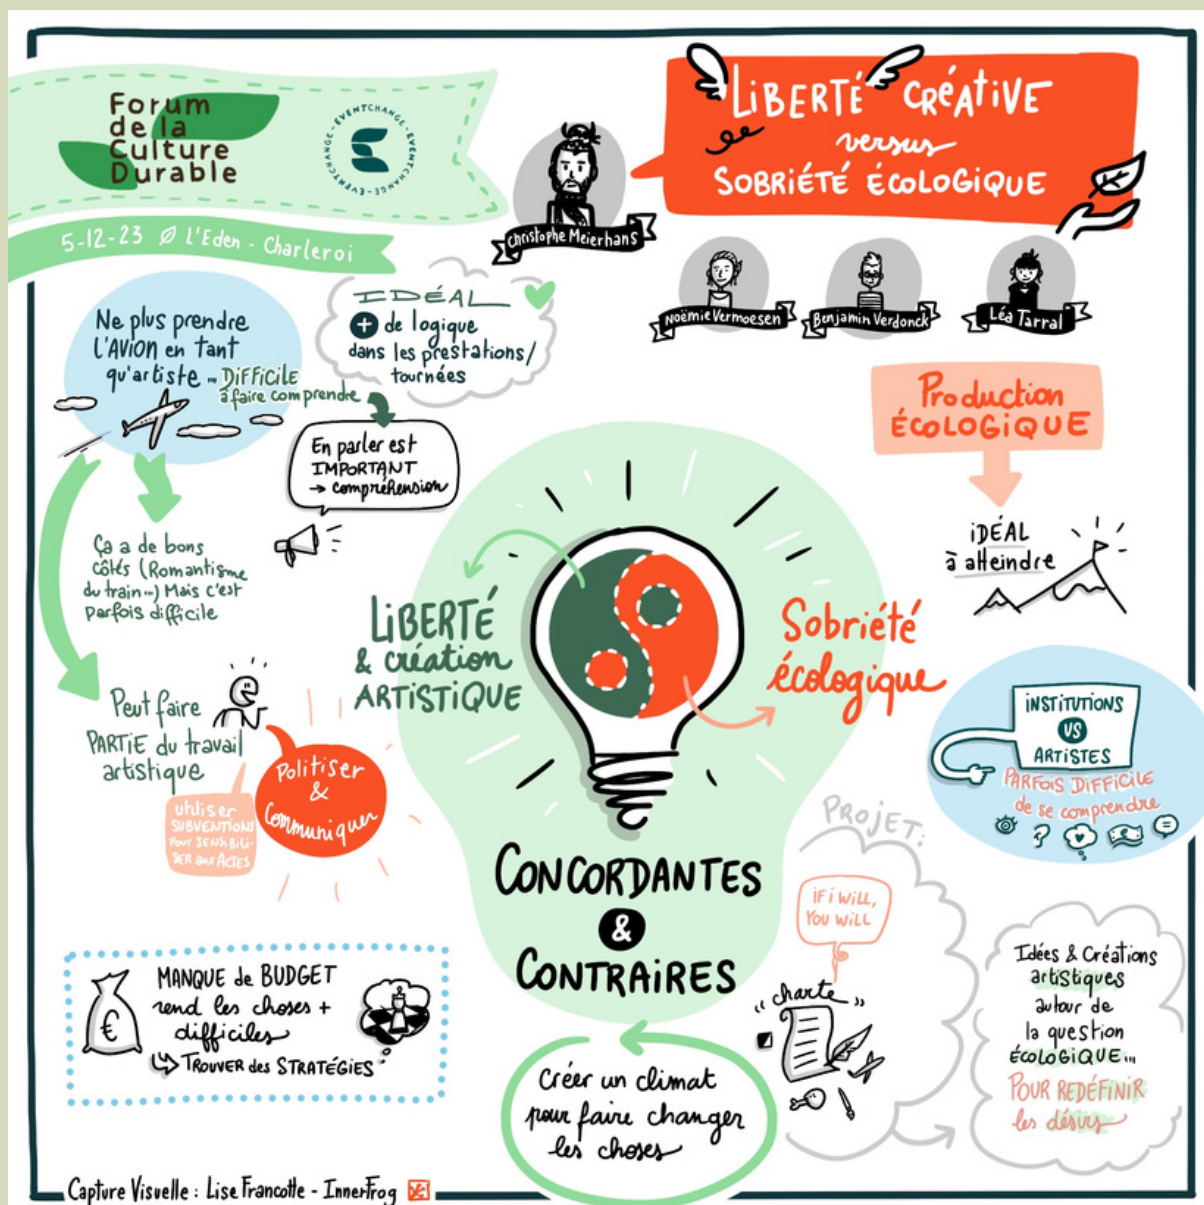 Forum
de la
Culture
Durable
EVENTCHANGE - EVENTCHANGE - EVENTCHANGE -
5-12-23 L'Eden - Charleroi
LIBERTÉ CRÉATIVE
versus
SOBRIÉTÉ ÉCOLOGIQUE
Christophe Meierhans
Noëmie Vermoesen
Benjamin Verdonck
Léa Tarral
Ne plus prendre
L'AVION en tant
qu'artiste ... DIFFICILE
à faire comprendre
IDÉAL
+ de logique
dans les prestations/
tournées
En parler est
IMPORTANT
→ compréhension
Ça a de bons
côtés (Romantisme
du train...) Mais c'est
parfois difficile
Peut faire
PARTIE du travail
artistique
Politiser
&
Communiquer
utiliser
SUBVENTIONS
Pour SENSIBILI-
SER aux ACTES
LIBERTÉ
& création
ARTISTIQUE
Sobriété
écologique
CONCORDANTES
&
CONTRAIRES
Créer un climat
pour faire changer
les choses
Production
ÉCOLOGIQUE
IDÉAL
à atteindre
INSTITUTIONS
VS
ARTISTES
PARFOIS DIFFICILE
de se comprendre
?
PROJET:
IF I WILL,
YOU WILL
"charte"
Idées & Créations
artistiques
autour de
la question
ÉCOLOGIQUE...
POUR REDÉFINIR
les désirs
€
MANQUE de BUDGET
rend les choses +
difficiles
↳ TROUVER des STRATÉGIES
Capture Visuelle : Lise Francotte - InnerFrog